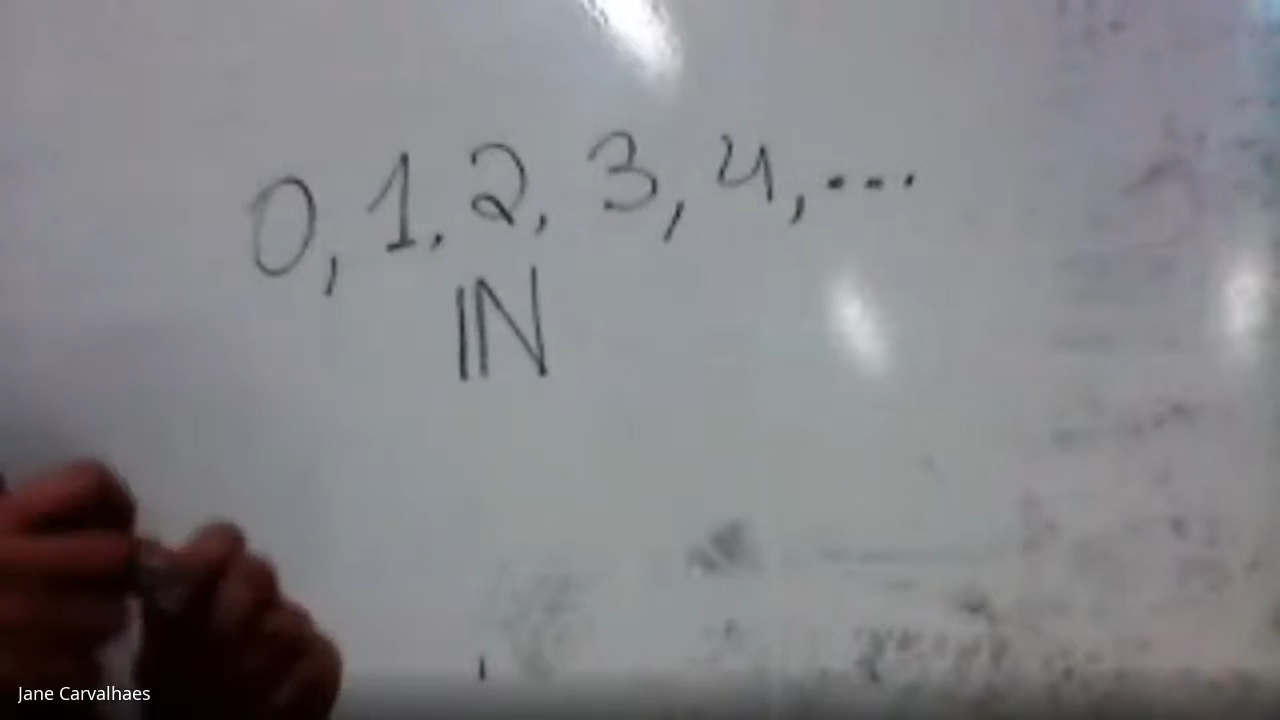 0, 1, 2, 3, 4, ...
IN
Jane Carvalhaes